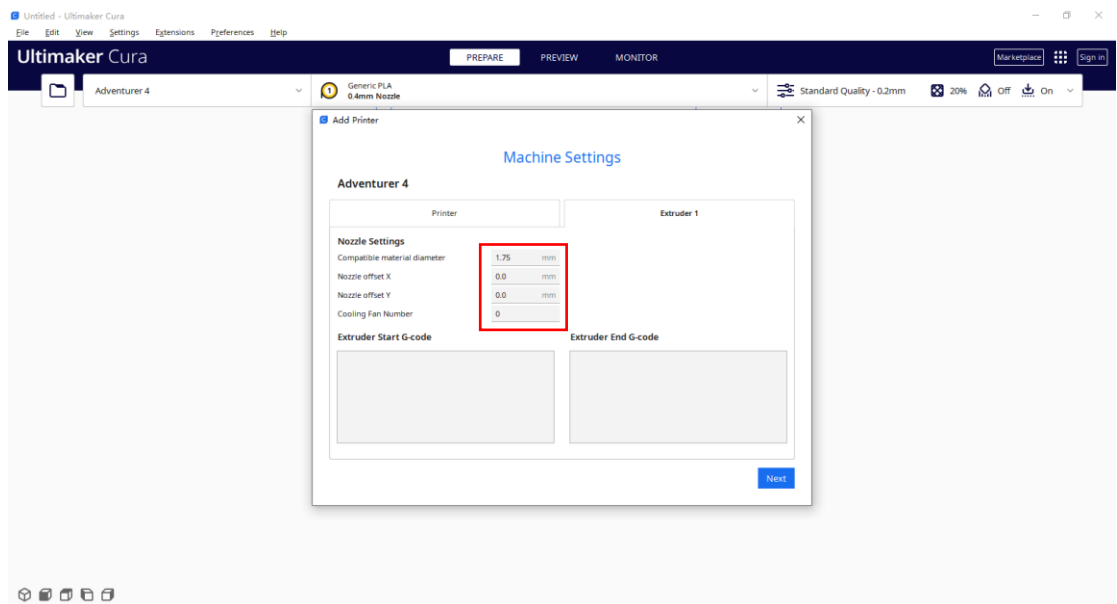 Untitled - Ultimaker Cura
File Edit View Settings Extensions Preferences Help
Ultimaker Cura
PREPARE PREVIEW MONITOR
Marketplace Sign in
Adventurer 4
1
Generic PLA
0.4mm Nozzle
Standard Quality - 0.2mm 20% Off On
Add Printer
Machine Settings
Adventurer 4
Printer Extruder 1
Nozzle Settings
Compatible material diameter 1.75 mm
Nozzle offset X 0.0 mm
Nozzle offset Y 0.0 mm
Cooling Fan Number 0
Extruder Start G-code Extruder End G-code
Next